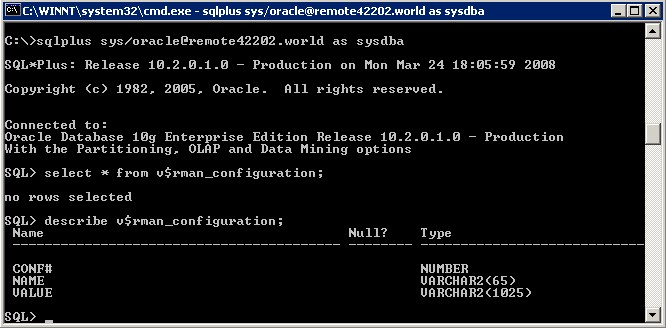 C:\WINNT\system32\cmd.exe - sqlplus sys/oracle@remote42202.world as sysdba
C:\>sqlplus sys/oracle@remote42202.world as sysdba
SQL*Plus: Release 10.2.0.1.0 - Production on Mon Mar 24 18:05:59 2008
Copyright (c) 1982, 2005, Oracle.  All rights reserved.
Connected to:
Oracle Database 10g Enterprise Edition Release 10.2.0.1.0 - Production
With the Partitioning, OLAP and Data Mining options
SQL> select * from v$rman_configuration;
no rows selected
SQL> describe v$rman_configuration;
Name Null? Type
----------------------------------------- -------- ----------------------------
CONF# NUMBER
NAME VARCHAR2(65)
VALUE VARCHAR2(1025)
SQL> _